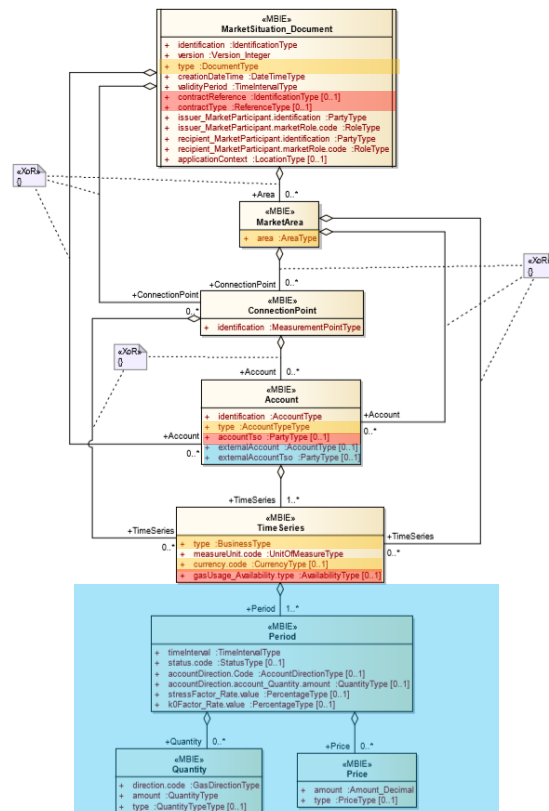 «MBIE»
MarketSituation_Document
+ identification :IdentificationType
+ version :Version_Integer
+ type :DocumentType
+ creationDateTime :DateTimeType
+ validityPeriod :TimeIntervalType
+ contractReference :IdentificationType [0..1]
+ contractType :ReferenceType [0..1]
+ issuer_MarketParticipant.identification :PartyType
+ issuer_MarketParticipant.marketRole.code :RoleType
+ recipient_MarketParticipant.identification :PartyType
+ recipient_MarketParticipant.marketRole.code :RoleType
+ applicationContext :LocationType [0..1]
«XoR»
{}
+Area 0..*
«MBIE»
MarketArea
+ area :AreaType
«XoR»
{}
+ConnectionPoint 0..*
+ConnectionPoint
0..*
«MBIE»
ConnectionPoint
+ identification :MeasurementPointType
«XoR»
{}
+Account 0..*
«MBIE»
Account
+ identification :AccountType
+ type :AccountTypeType
+ accountTso :PartyType [0..1]
+ externalAccount :AccountType [0..1]
+ externalAccountTso :PartyType [0..1]
+Account
0..*
+Account
0..*
+TimeSeries 1..*
«MBIE»
TimeSeries
+ type :BusinessType
+ measureUnit.code :UnitOfMeasureType
+ currency.code :CurrencyType [0..1]
+ gasUsage_Availability.type :AvailabilityType [0..1]
+TimeSeries
0..*
+TimeSeries
0..*
+Period 1..*
«MBIE»
Period
+ timeInterval :TimeIntervalType
+ status.code :StatusType [0..1]
+ accountDirection.Code :AccountDirectionType [0..1]
+ accountDirection.account_Quantity.amount :QuantityType [0..1]
+ stressFactor_Rate.value :PercentageType [0..1]
+ k0Factor_Rate.value :PercentageType [0..1]
+Quantity 0..*
+Price 0..*
«MBIE»
Quantity
+ direction.code :GasDirectionType
+ amount :QuantityType
+ type :QuantityTypeType [0..1]
«MBIE»
Price
+ amount :Amount_Decimal
+ type :PriceType [0..1]